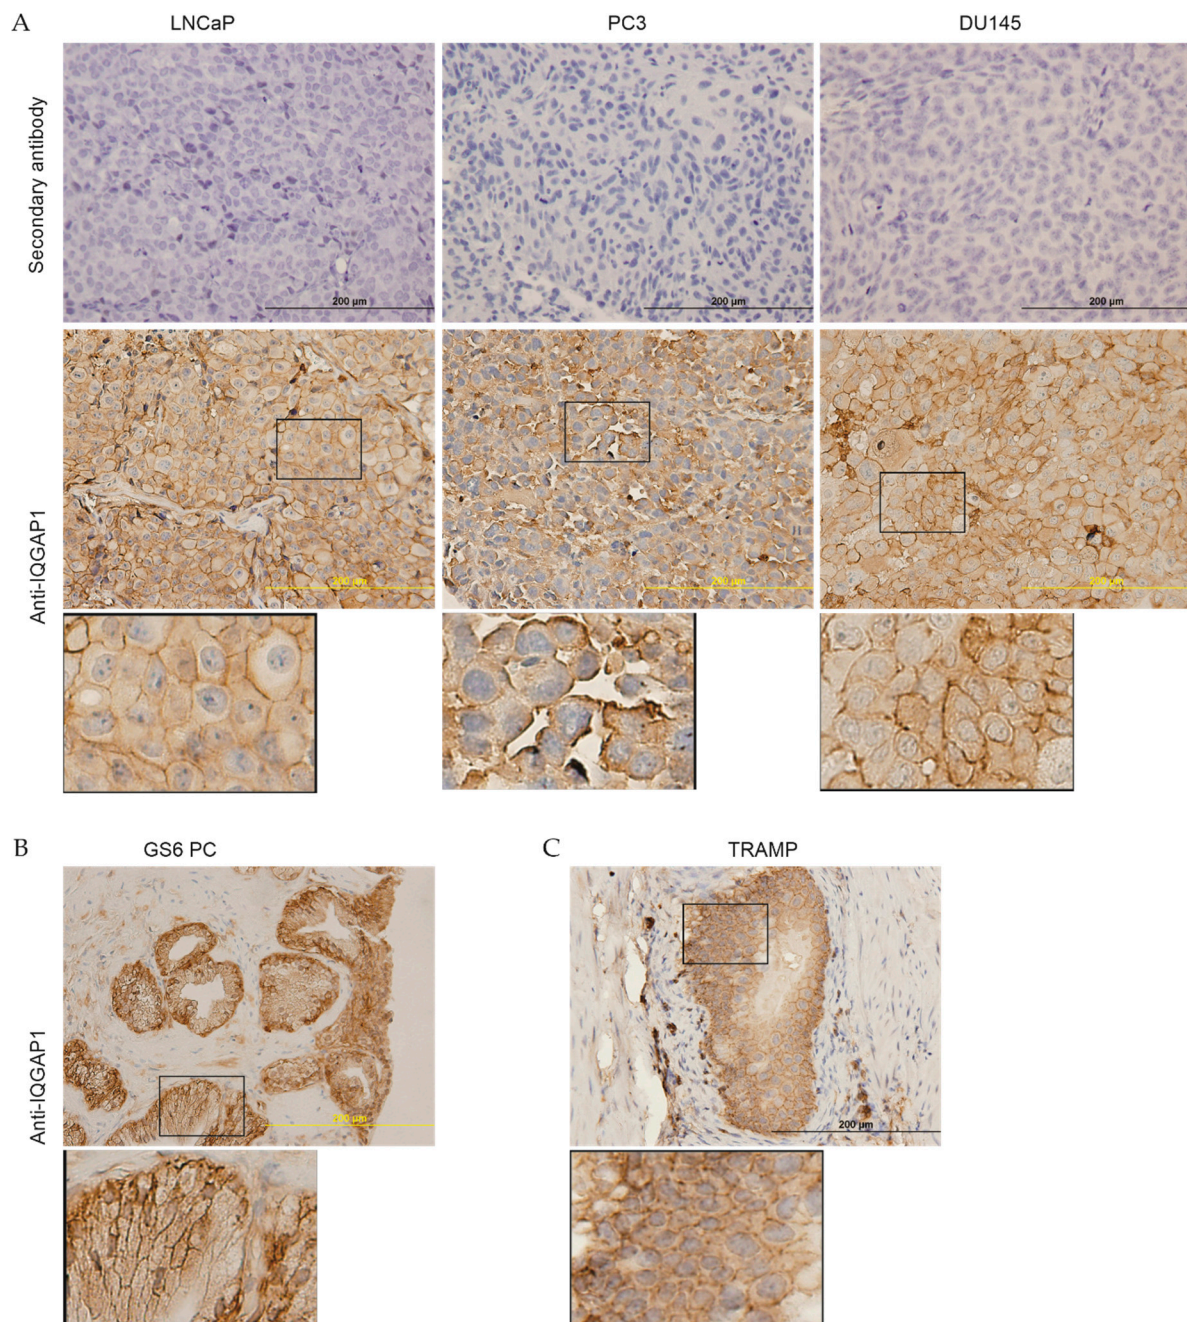 A
LNCaP
PC3
DU145
Secondary antibody
200 µm
200 µm
200 µm
Anti-IQGAP1
200 µm
200 µm
200 µm
B
GS6 PC
C
TRAMP
Anti-IQGAP1
200 µm
200 µm